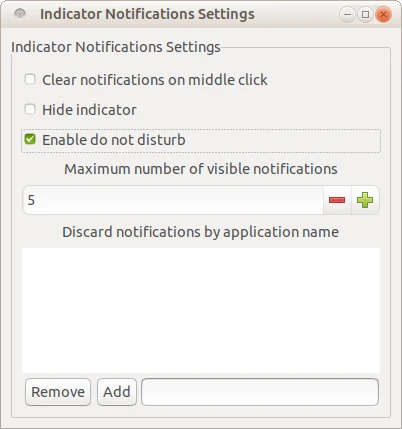 Indicator Notifications Settings
Indicator Notifications Settings
Clear notifications on middle click
Hide indicator
Enable do not disturb
Maximum number of visible notifications
5
Discard notifications by application name
Remove Add